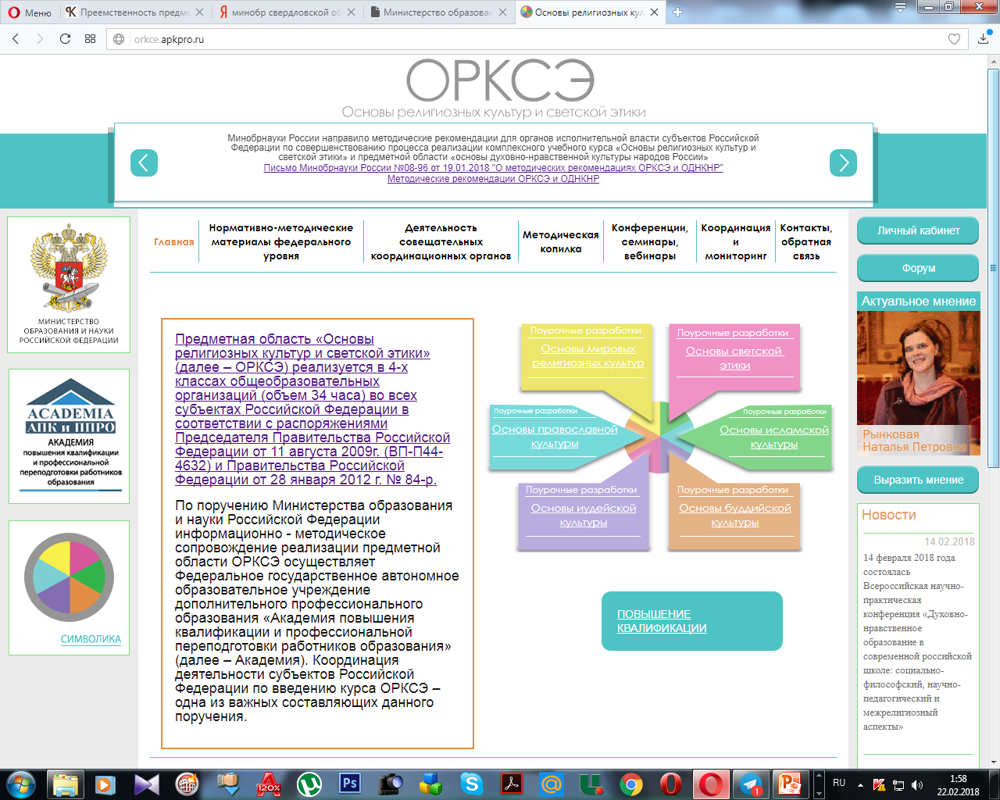 Меню
Преемственность предме
минобр свердловской об
Министерство образован
Основы религиозных кул
orkce.apkpro.ru
ОРКСЭ
Основы религиозных культур и светской этики
Минобрнауки России направило методические рекомендации для органов исполнительной власти субъектов Российской
Федерации по совершенствованию процесса реализации комплексного учебного курса «Основы религиозных культур и
светской этики» и предметной области «основы духовно-нравственной культуры народов России»
Письмо Минобрнауки России №08-96 от 19.01.2018 "О методических рекомендациях ОРКСЭ и ОДНКНР"
Методические рекомендации ОРКСЭ и ОДНКНР
МИНИСТЕРСТВО
ОБРАЗОВАНИЯ И НАУКИ
РОССИЙСКОЙ ФЕДЕРАЦИИ
ACADEMIA
АПК и ППРО
АКАДЕМИЯ
повышения квалификации
и профессиональной
переподготовки работников
образования
СИМВОЛИКА
Главная
Нормативно-методические
материалы федерального
уровня
Деятельность
совещательных
координационных органов
Методическая
копилка
Конференции,
семинары,
вебинары
Координация
и
мониторинг
Контакты,
обратная
связь
Предметная область «Основы
религиозных культур и светской этики»
(далее – ОРКСЭ) реализуется в 4-х
классах общеобразовательных
организаций (объем 34 часа) во всех
субъектах Российской Федерации в
соответствии с распоряжениями
Председателя Правительства Российской
Федерации от 11 августа 2009г. (ВП-П44-
4632) и Правительства Российской
Федерации от 28 января 2012 г. № 84-р.
По поручению Министерства образования
и науки Российской Федерации
информационно - методическое
сопровождение реализации предметной
области ОРКСЭ осуществляет
Федеральное государственное автономное
образовательное учреждение
дополнительного профессионального
образования «Академия повышения
квалификации и профессиональной
переподготовки работников образования»
(далее – Академия). Координация
деятельности субъектов Российской
Федерации по введению курса ОРКСЭ –
одна из важных составляющих данного
поручения.
Поурочные разработки
Основы мировых
религиозных культур
Поурочные разработки
Основы светской
этики
Поурочные разработки
Основы православной
культуры
Поурочные разработки
Основы исламской
культуры
Поурочные разработки
Основы иудейской
культуры
Поурочные разработки
Основы буддийской
культуры
ПОВЫШЕНИЕ
КВАЛИФИКАЦИИ
Личный кабинет
Форум
Актуальное мнение
Рынковая
Наталья Петровна
Выразить мнение
Новости
14.02.2018
14 февраля 2018 года
состоялась
Всероссийская научно-
практическая
конференция «Духовно-
нравственное
образование в
современной российской
школе: социально-
философский, научно-
педагогический и
межрелигиозный
аспекты»
120%
Ps
1
RU
1:58
22.02.2018